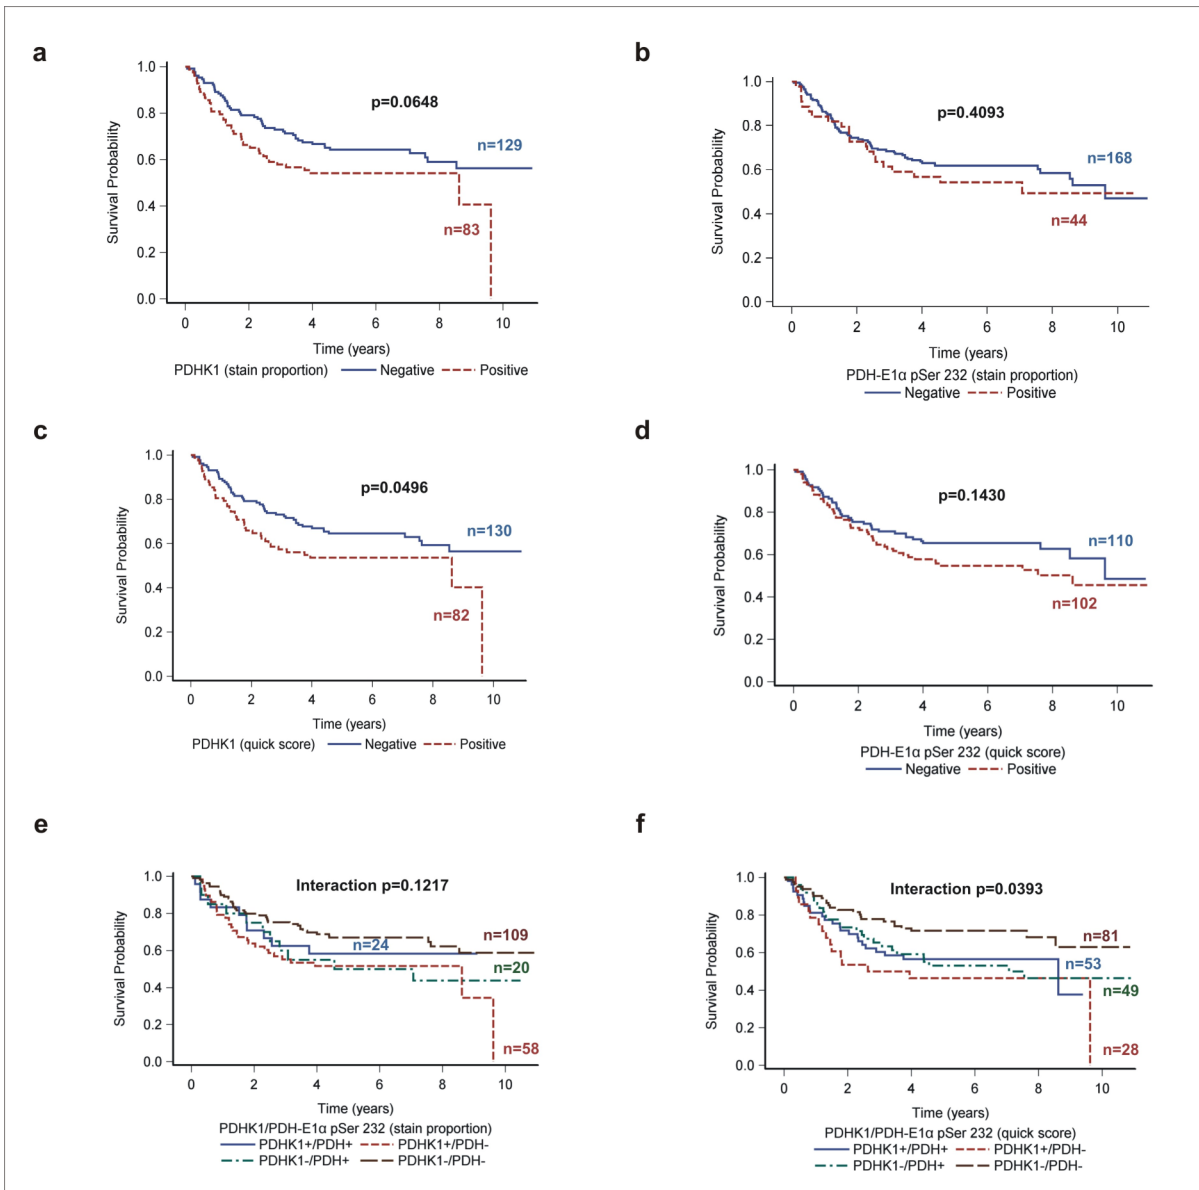 a
1.0
0.8
0.6
0.4
0.2
0.0
Survival Probability
p=0.0648
n=129
n=83
0 2 4 6 8 10
Time (years)
PDHK1 (stain proportion) Negative Positive
b
1.0
0.8
0.6
0.4
0.2
0.0
Survival Probability
p=0.4093
n=168
n=44
0 2 4 6 8 10
Time (years)
PDH-E1α pSer 232 (stain proportion)
Negative Positive
c
1.0
0.8
0.6
0.4
0.2
0.0
Survival Probability
p=0.0496
n=130
n=82
0 2 4 6 8 10
Time (years)
PDHK1 (quick score) Negative Positive
d
1.0
0.8
0.6
0.4
0.2
0.0
Survival Probability
p=0.1430
n=110
n=102
0 2 4 6 8 10
Time (years)
PDH-E1α pSer 232 (quick score)
Negative Positive
e
1.0
0.8
0.6
0.4
0.2
0.0
Survival Probability
Interaction p=0.1217
n=109
n=24
n=20
n=58
0 2 4 6 8 10
Time (years)
PDHK1/PDH-E1α pSer 232 (stain proportion)
PDHK1+/PDH+ PDHK1+/PDH-
PDHK1-/PDH+ PDHK1-/PDH-
f
1.0
0.8
0.6
0.4
0.2
0.0
Survival Probability
Interaction p=0.0393
n=81
n=53
n=49
n=28
0 2 4 6 8 10
Time (years)
PDHK1/PDH-E1α pSer 232 (quick score)
PDHK1+/PDH+ PDHK1+/PDH-
PDHK1-/PDH+ PDHK1-/PDH-